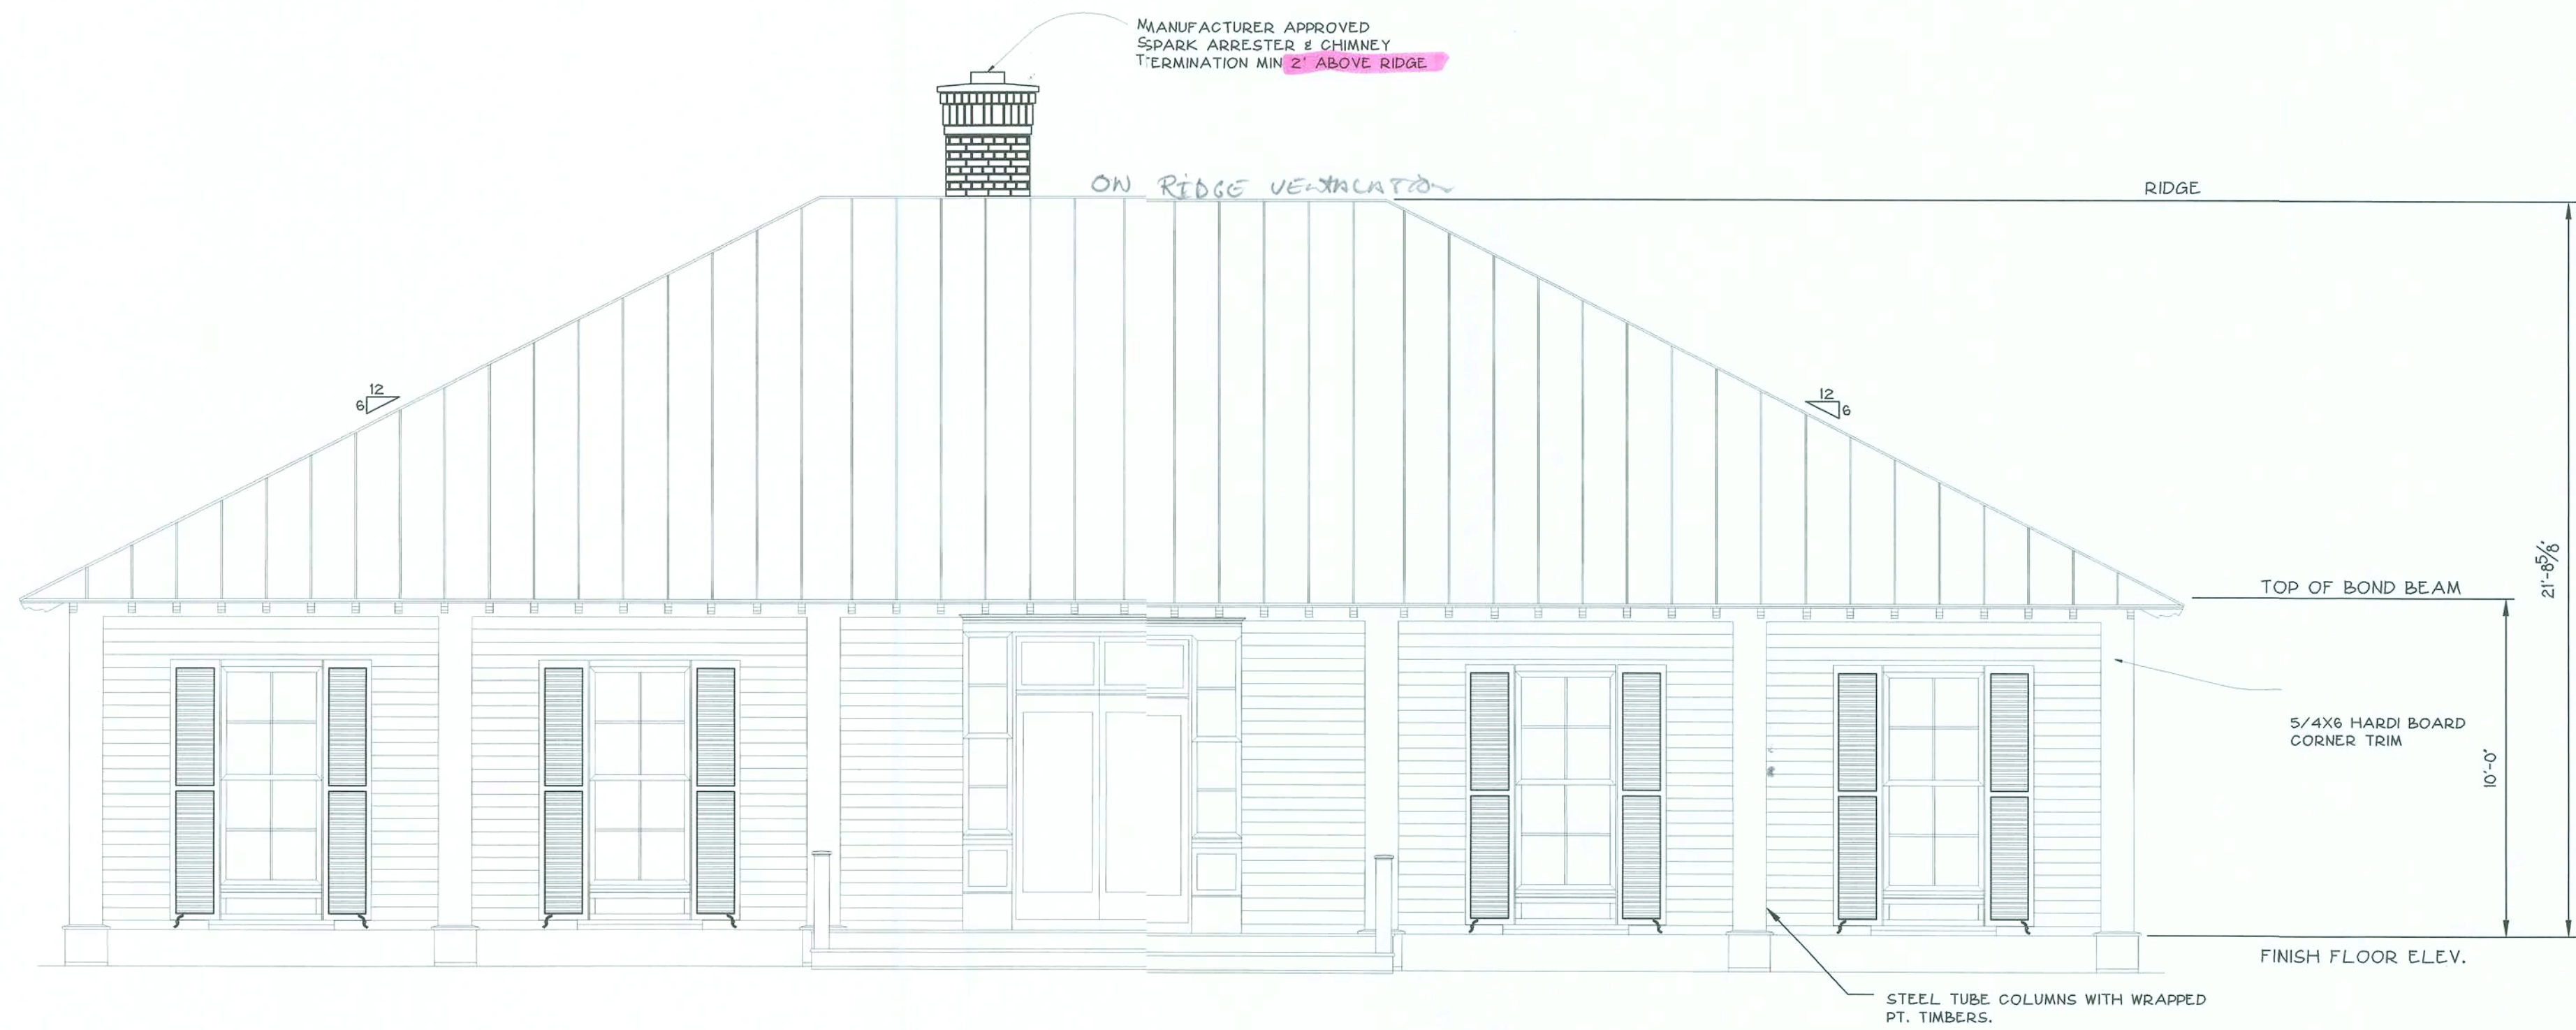 MANUFACTURER APPROVED
SPARK ARRESTER & CHIMNEY
TERMINATION MIN 2' ABOVE RIDGE
ON RIDGE
RIDGE
12
6
12
6
21'-8 5/8"
TOP OF BOND BEAM
5/4X6 HARDI BOARD
CORNER TRIM
10'-0"
FINISH FLOOR ELEV.
STEEL TUBE COLUMNS WITH WRAPPED
PT. TIMBERS.